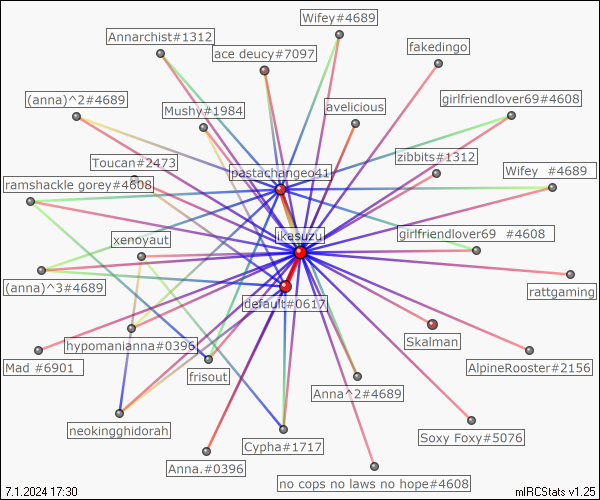 Wifey#4689
Annarchist#1312
ace deucy#7097
fakedingo
(anna)^2#4689
girlfriendlover69#4608
Mushy#1984
avelicious
Toucan#2473
zibbits#1312
pastachangeo41
Wifey #4689
ramshackle gorey#4608
ikasuzu
girlfriendlover69 #4608
xenoyaut
(anna)^3#4689
rattgaming
default#0617
Skalman
hypomanianna#0396
Mad #6901
frisout
AlpineRooster#2156
Anna^2#4689
neokingghidorah
Soxy Foxy#5076
Cypha#1717
Anna.#0396
no cops no laws no hope#4608
7.1.2024 17:30
mIRCStats v1.25